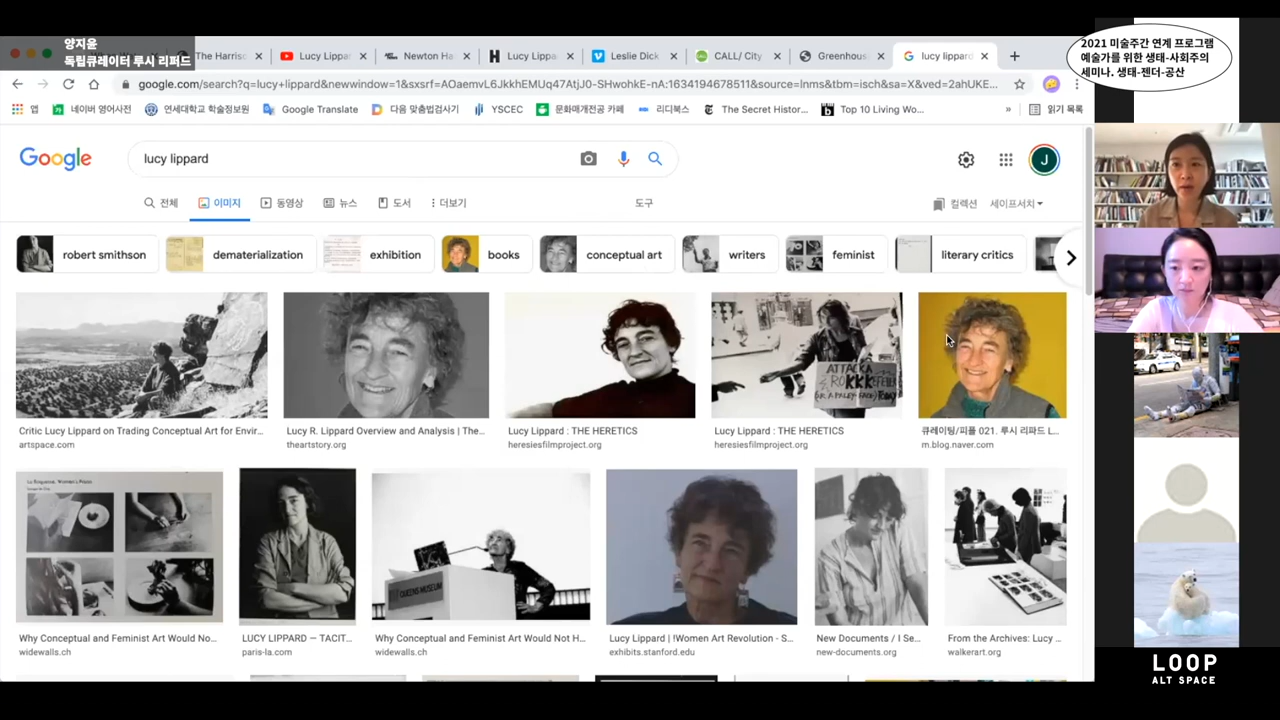 양지윤
독립큐레이터 루시 리퍼드
The Harriso
Lucy Lippar
Newton Ha
Lucy Lippa
Leslie Dick
CALL/ City
Greenhous
lucy lippard
2021 미술주간 연계 프로그램
예술가를 위한 생태-사회주의
세미나. 생태-젠더-공산
google.com/search?q=lucy+lippard&newwindow=1&sxsrf=AOaemvL6JkkhEMUq47AtjJ0-SHwohkE-nA:1634194678511&source=lnms&tbm=isch&sa=X&ved=2ahUKE...
앱
네이버 영어사전
연세대학교 학술정보원
Google Translate
다음 맞춤법검사기
YSCEC
문화매개전공 카페
리디북스
The Secret Histor...
Top 10 Living Wo...
»
읽기 목록
Google
lucy lippard
J
전체
이미지
동영상
뉴스
도서
더보기
도구
컬렉션
세이프서치
robert smithson
dematerialization
exhibition
books
conceptual art
writers
feminist
literary critics
Critic Lucy Lippard on Trading Conceptual Art for Envir...
artspace.com
Lucy R. Lippard Overview and Analysis | The...
theartstory.org
Lucy Lippard : THE HERETICS
heresiesfilmproject.org
Lucy Lippard : THE HERETICS
heresiesfilmproject.org
큐레이팅/피플 021. 루시 리파드 L...
m.blog.naver.com
QUEENS MUSEUM
Why Conceptual and Feminist Art Would No...
widewalls.ch
LUCY LIPPARD — TACIT...
paris-la.com
Why Conceptual and Feminist Art Would Not H...
widewalls.ch
Lucy Lippard | !Women Art Revolution - S...
exhibits.stanford.edu
New Documents / I Se...
new-documents.org
From the Archives: Lucy ...
walkerart.org
LOOP
ALT SPACE